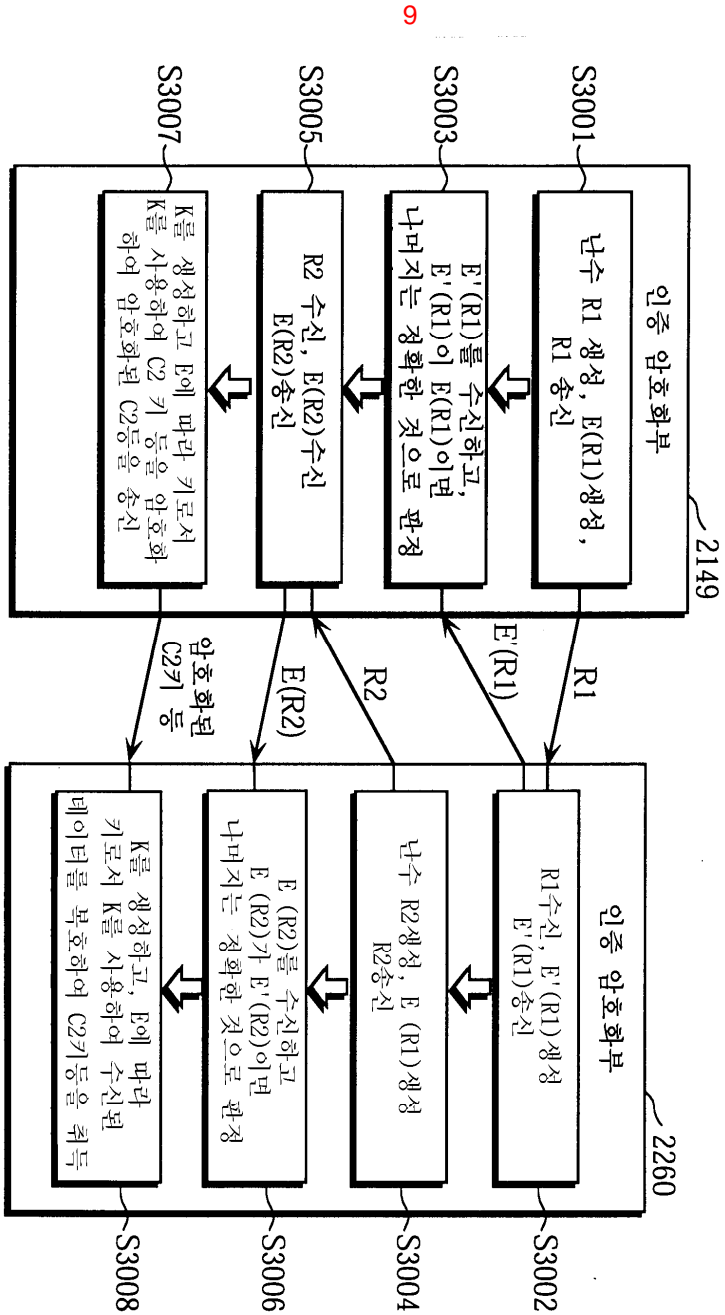 9
인증 암호화부
2149
S3001
난수 R1 생성, E(R1)생성,
R1 송신
S3003
E'(R1)를 수신하고,
E'(R1)이 E(R1)이면
나머지는 정확한 것으로 판정
S3005
R2 수신, E(R2)수신
E(R2)송신
S3007
K를 생성하고 E에 따라 키로서
K를 사용하여 C2 키 등을 암호화
하여 암호화된 C2등을 송신
R1
E'(R1)
R2
E(R2)
암호화된
C2키 등
인증 암호화부
2260
R1수신, E'(R1)생성
E'(R1)송신
S3002
난수 R2생성, E (R1)생성
R2송신
S3004
E (R2)를 수신하고
E (R2)가 E'(R2)이면
나머지는 정확한 것으로 판정
S3006
K를 생성하고, E에 따라
키로서 K를 사용하여 수신된
데이터를 복호하여 C2키등을 취득
S3008